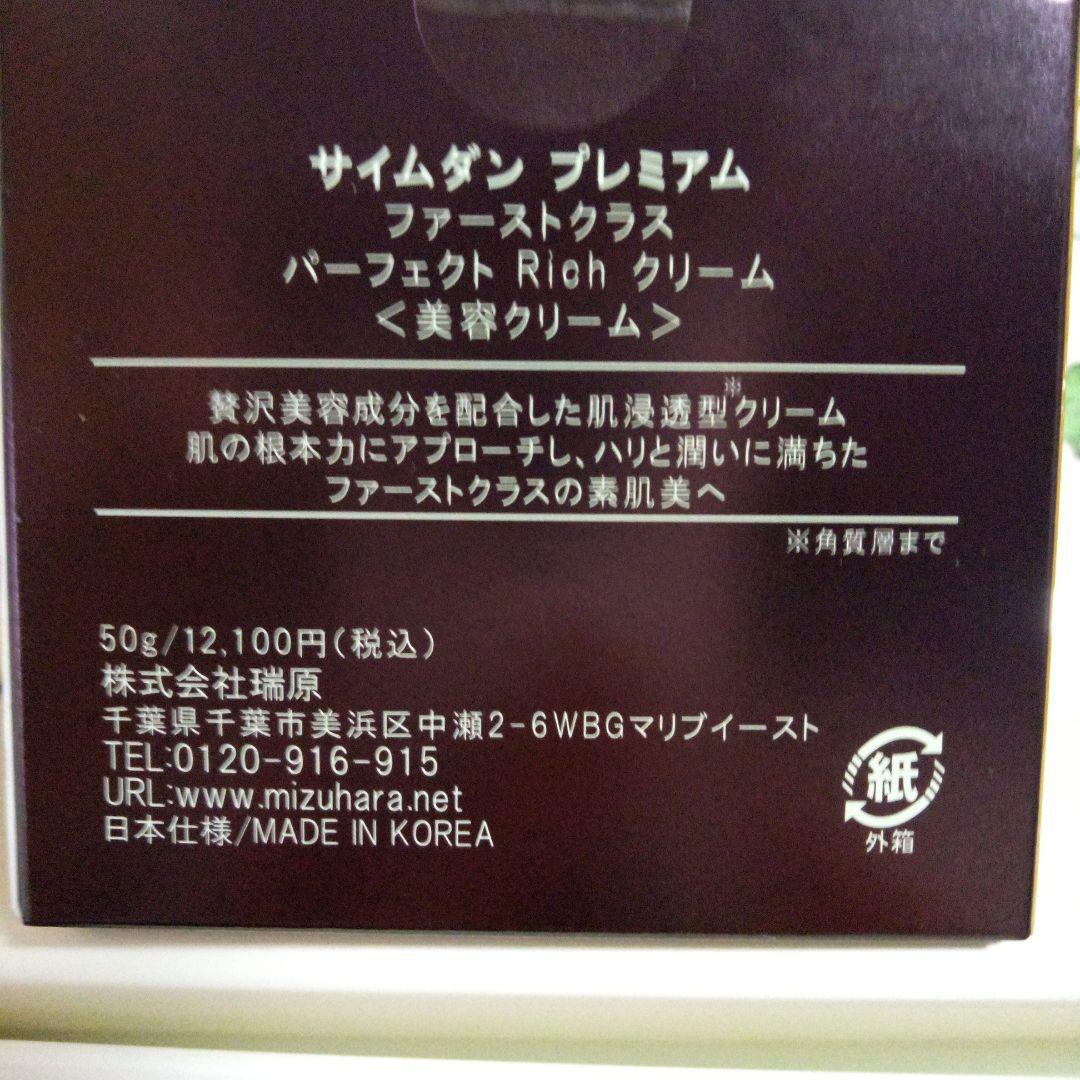 サイムダン プレミアム
ファーストクラス
パーフェクト Rich クリーム
＜美容クリーム＞
贅沢美容成分を配合した肌浸透型※クリーム
肌の根本力にアプローチし、ハリと潤いに満ちた
ファーストクラスの素肌美へ
※角質層まで
50g/12,100円(税込)
株式会社瑞原
千葉県千葉市美浜区中瀬2-6WBGマリブイースト
TEL:0120-916-915
URL:www.mizuhara.net
日本仕様/MADE IN KOREA
紙
外箱